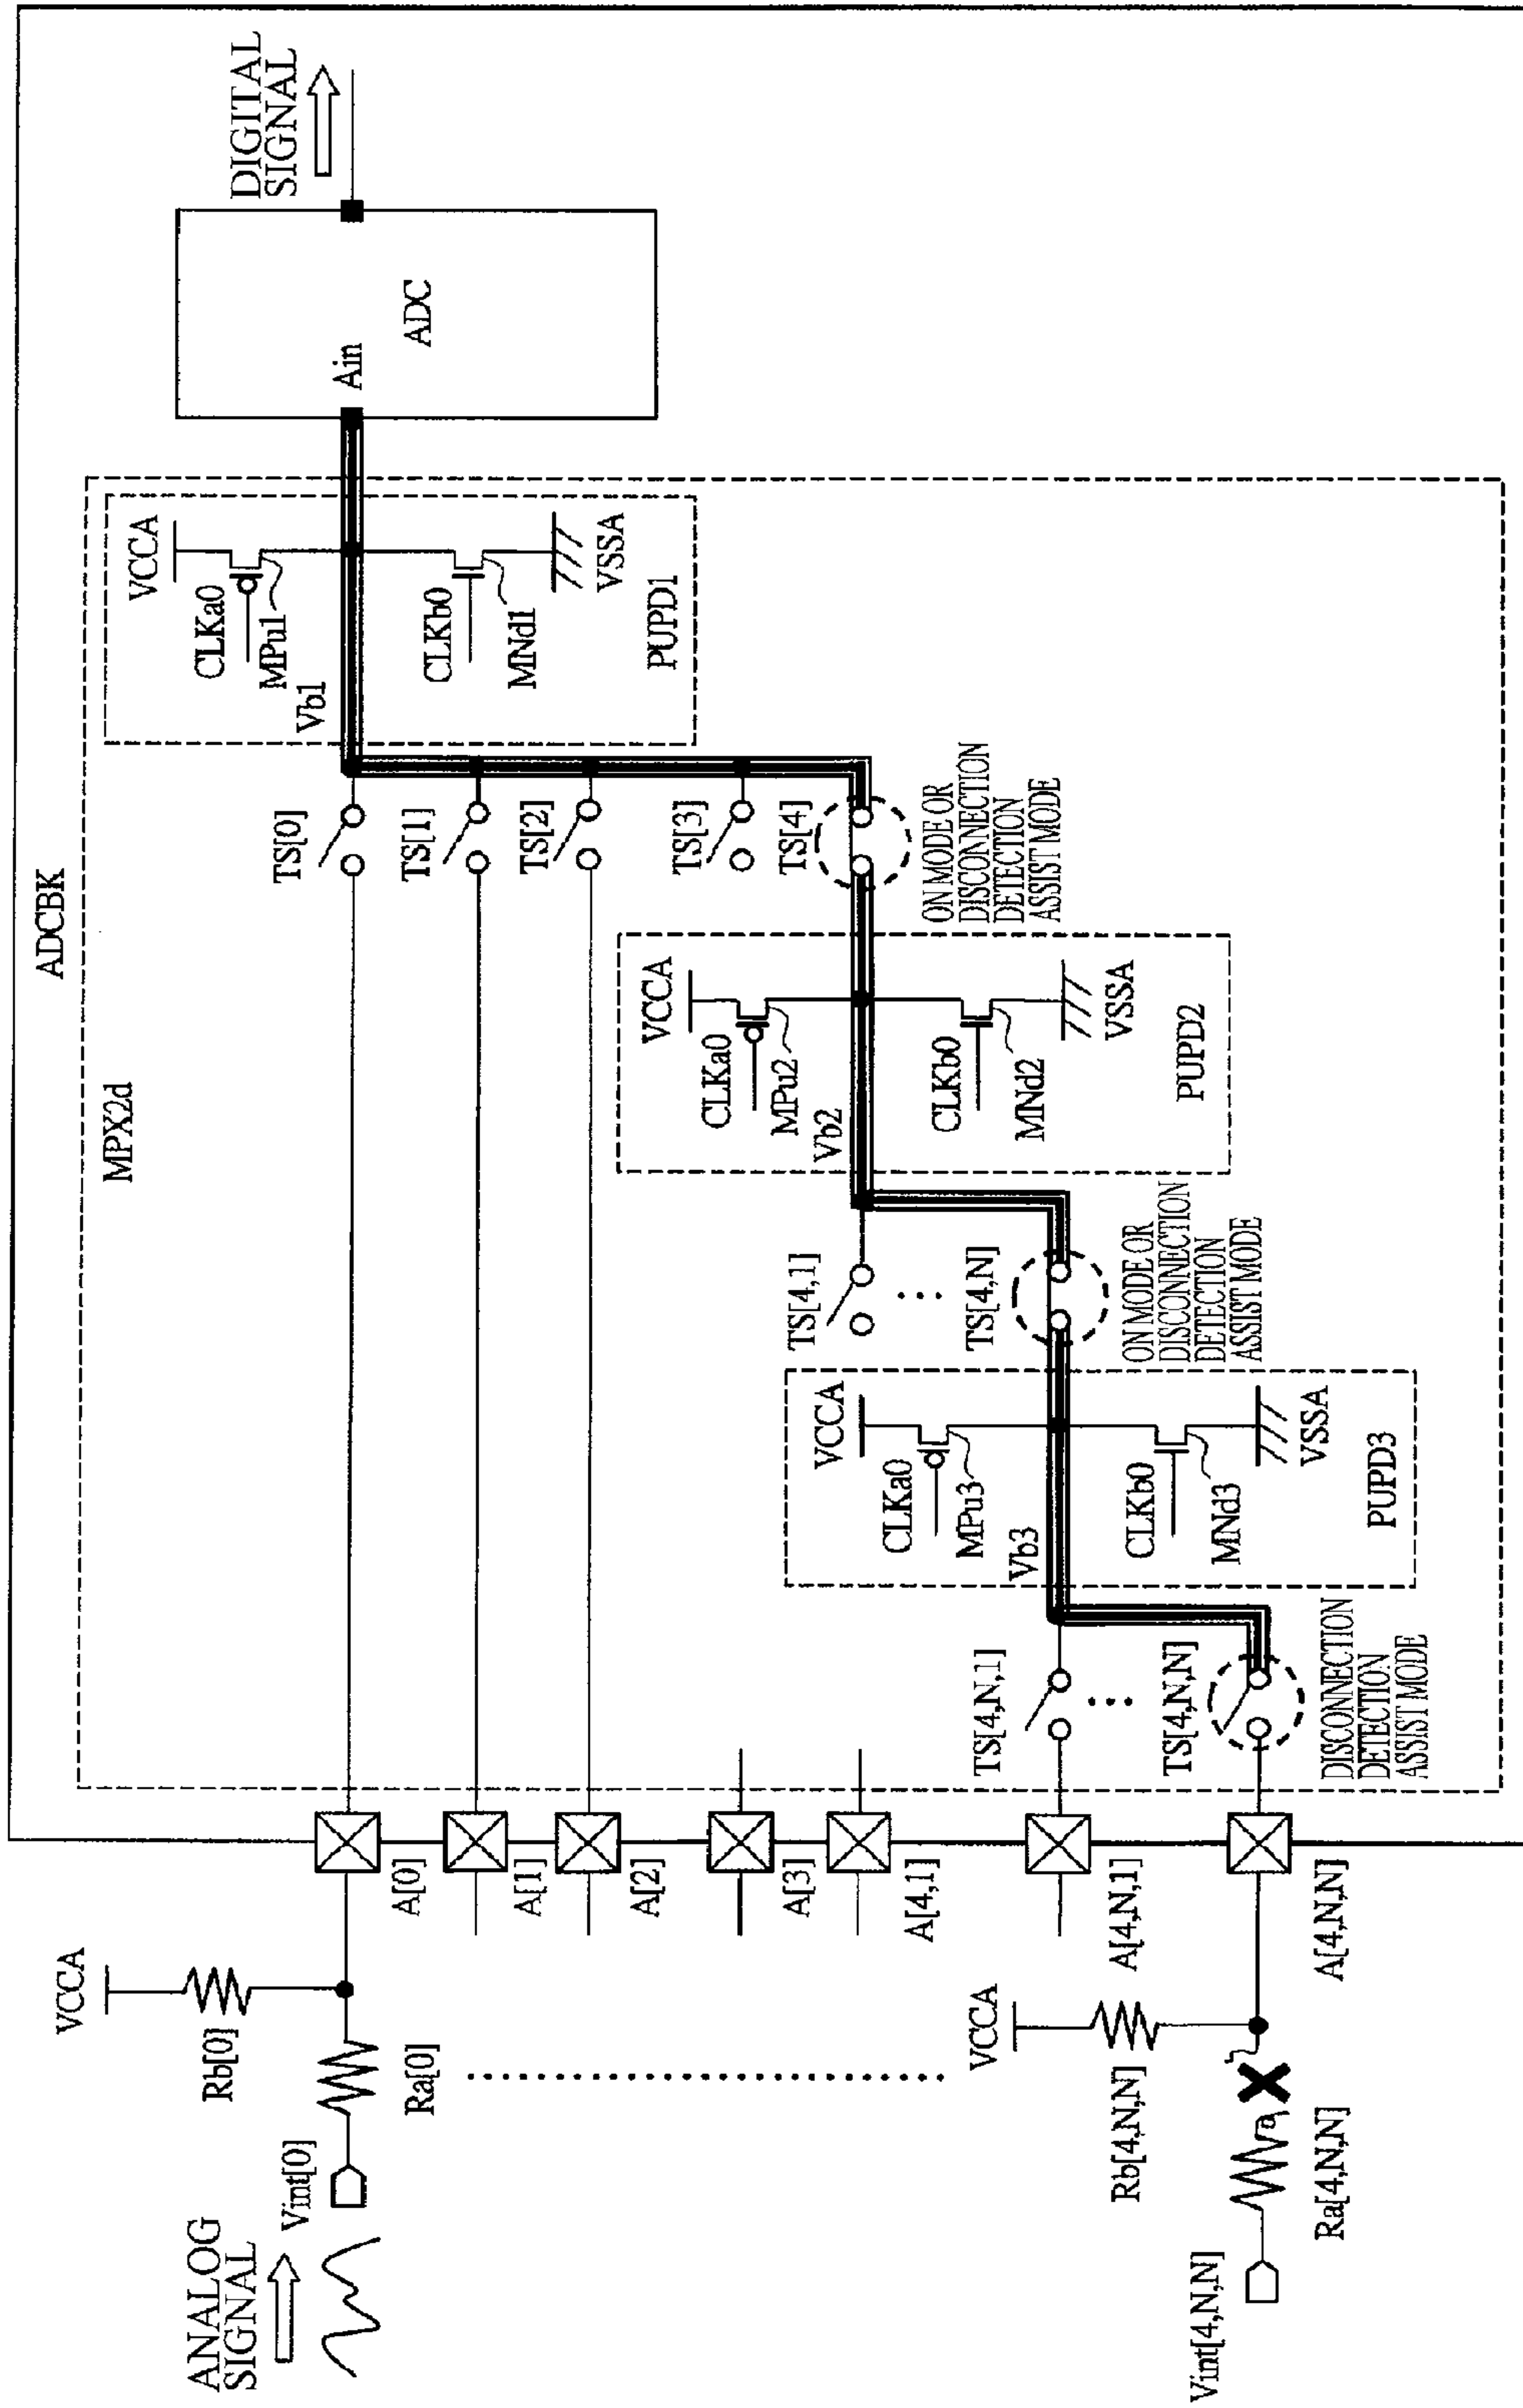 ADCBK
MPX2d
DIGITAL
SIGNAL
ADC
Ain
VCCA
CLKa0
MPu1
Vb1
CLKb0
MNd1
VSSA
PUPD1
TS[0]
TS[1]
TS[2]
TS[3]
TS[4]
ON MODE OR
DISCONNECTION
DETECTION
ASSIST MODE
VCCA
CLKa0
MPu2
Vb2
CLKb0
MNd2
VSSA
PUPD2
TS[4,1]
TS[4,N]
ON MODE OR
DISCONNECTION
DETECTION
ASSIST MODE
VCCA
CLKa0
MPu3
Vb3
CLKb0
MNd3
VSSA
PUPD3
TS[4,N,1]
TS[4,N,N]
DISCONNECTION
DETECTION
ASSIST MODE
A[0]
A[1]
A[2]
A[3]
A[4,1]
A[4,N,1]
A[4,N,N]
VCCA
Rb[0]
Ra[0]
Vint[0]
ANALOG
SIGNAL
VCCA
Rb[4,N,N]
Ra[4,N,N]
Vint[4,N,N]